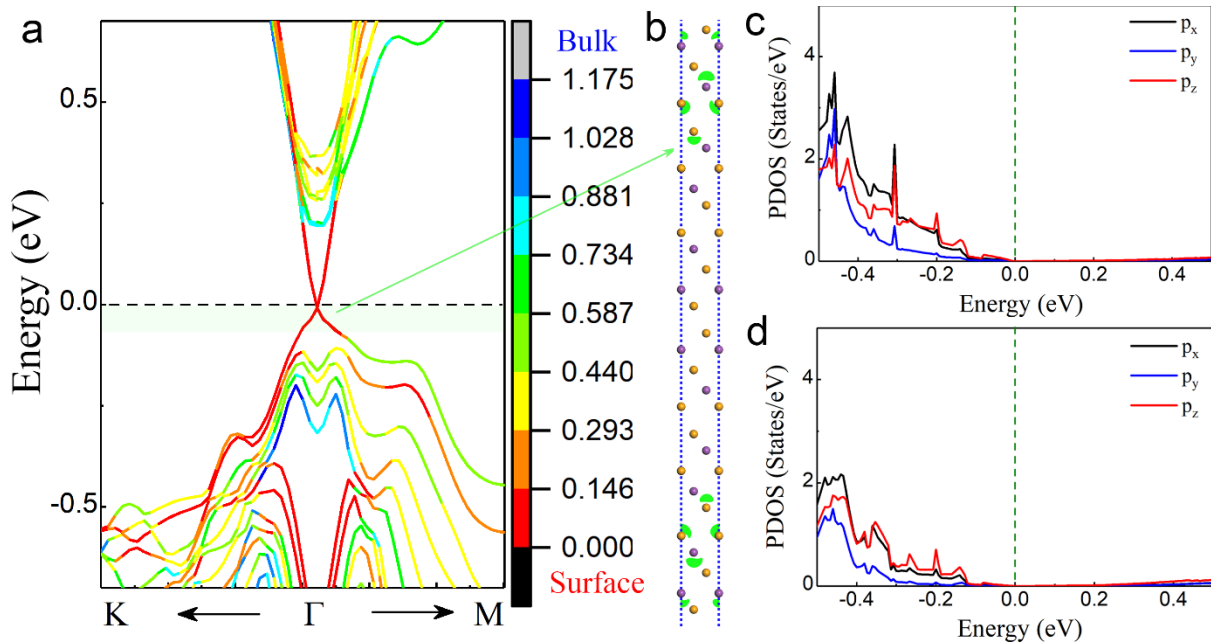 a
Energy (eV)
0.5
0.0
-0.5
K
Γ
M
Bulk
1.175
1.028
0.881
0.734
0.587
0.440
0.293
0.146
0.000
Surface
b
c
PDOS (States/eV)
4
2
0
-0.4
-0.2
0.0
0.2
0.4
Energy (eV)
px
py
pz
d
PDOS (States/eV)
4
2
0
-0.4
-0.2
0.0
0.2
0.4
Energy (eV)
px
py
pz